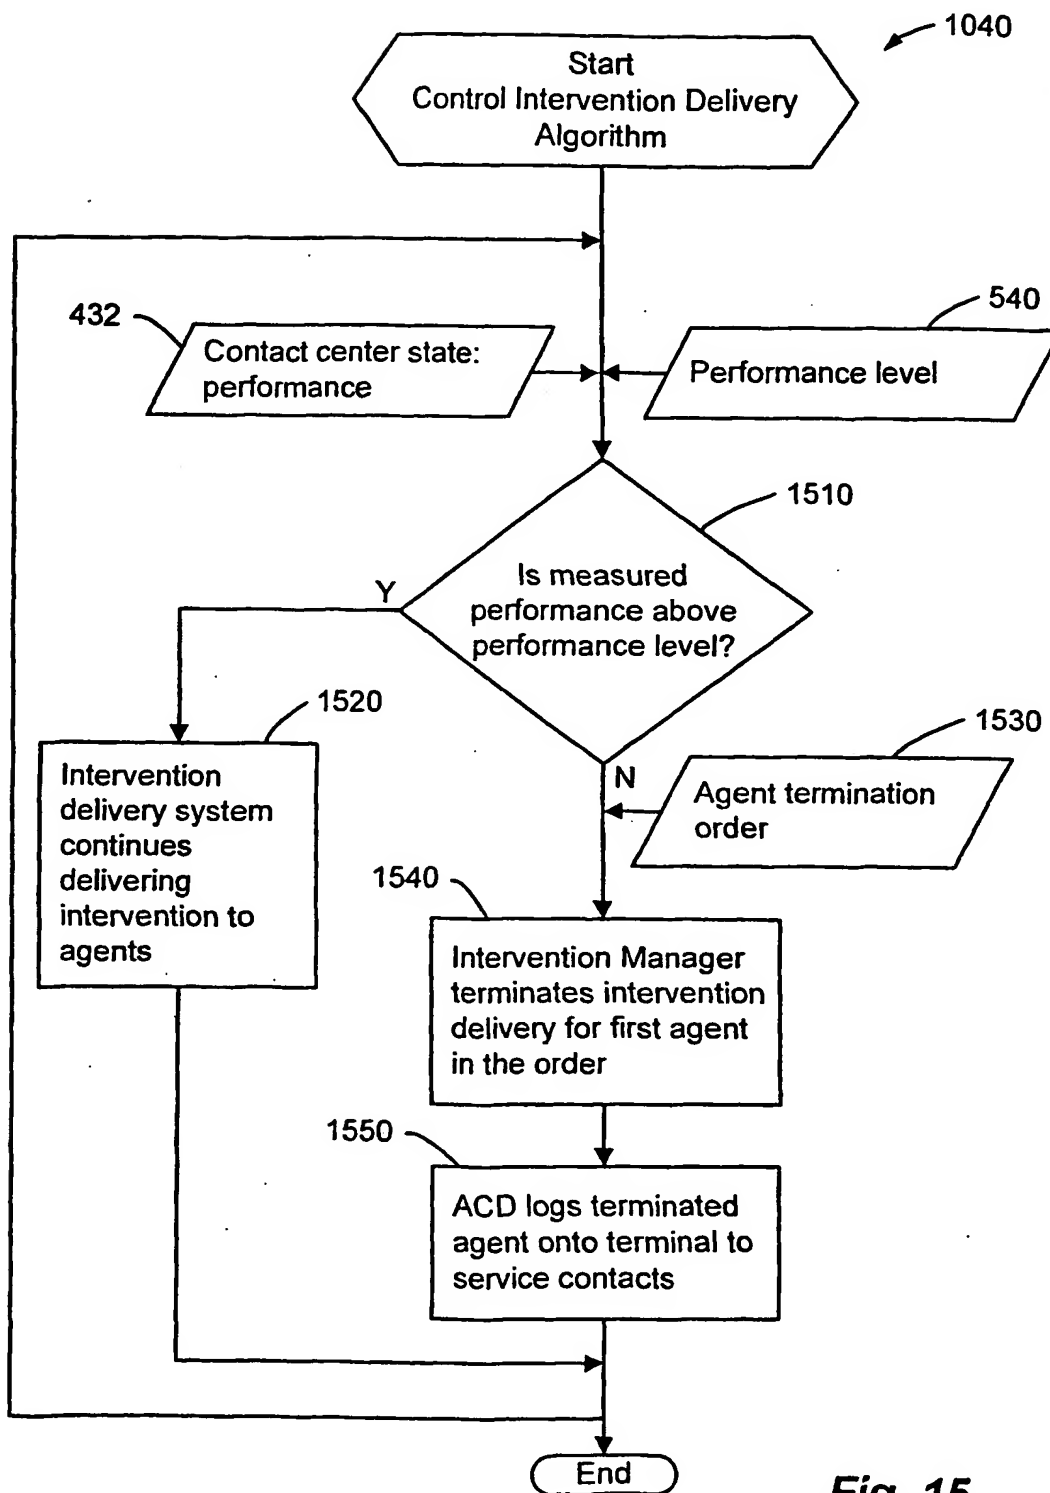 1040
Start
Control Intervention Delivery
Algorithm
432
Contact center state:
performance
540
Performance level
1510
Is measured
performance above
performance level?
Y
N
1520
Intervention
delivery system
continues
delivering
intervention to
agents
1530
Agent termination
order
1540
Intervention Manager
terminates intervention
delivery for first agent
in the order
1550
ACD logs terminated
agent onto terminal to
service contacts
End
Fig. 15